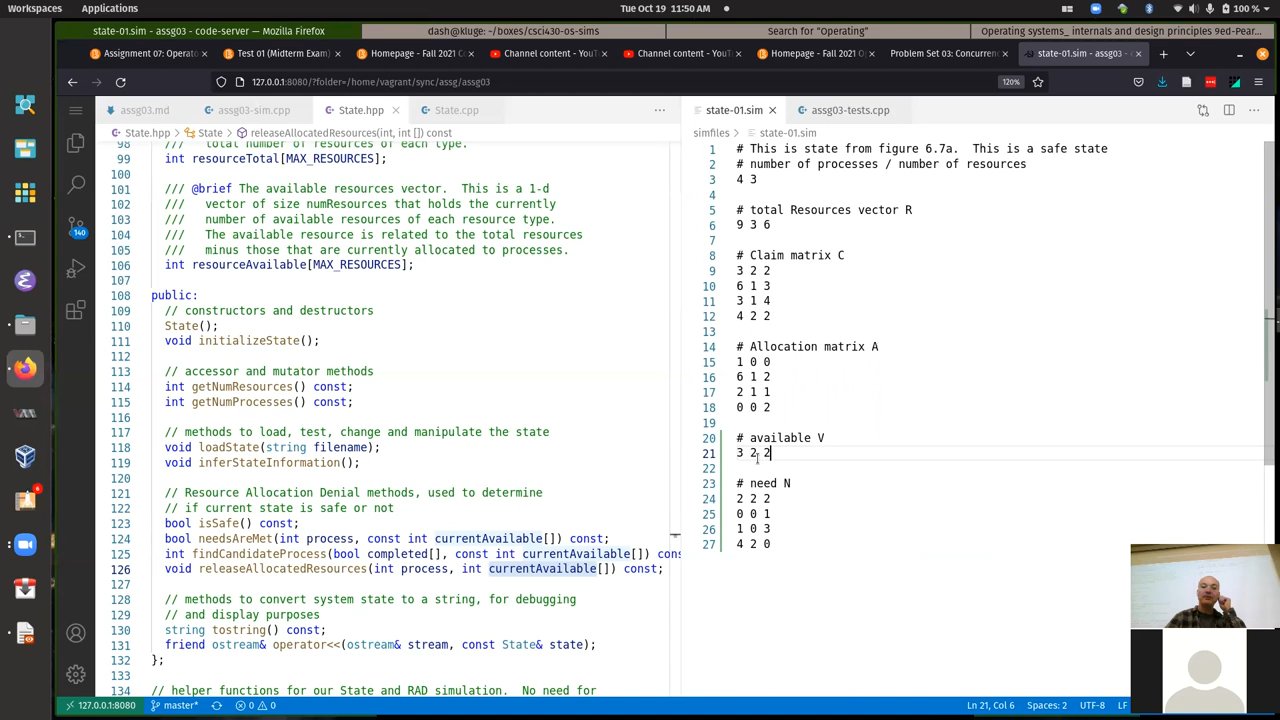 Workspaces Applications Tue Oct 19 11:50 AM 100 %
state-01.sim - assg03 - code-server — Mozilla Firefox dash@kluge: ~/boxes/csci430-os-sims Search for "Operating" Operating systems_ internals and design principles 9ed-Pear...
Assignment 07: Operato Test 01 (Midterm Exam) Homepage - Fall 2021 O Channel content - YouT Channel content - YouT Homepage - Fall 2021 Op Problem Set 03: Concurrenc state-01.sim - assg03 - co
127.0.0.1:8080/?folder=/home/vagrant/sync/assg/assg03 120%
assg03.md assg03-sim.cpp State.hpp State.cpp
State.hpp > State > releaseAllocatedResources(int, int []) const
98 /// total number of resources of each type.
99 int resourceTotal[MAX_RESOURCES];
100
101 /// @brief The available resources vector. This is a 1-d
102 /// vector of size numResources that holds the currently
103 /// number of available resources of each resource type.
104 /// The available resource is related to the total resources
105 /// minus those that are currently allocated to processes.
106 int resourceAvailable[MAX_RESOURCES];
107
108 public:
109 // constructors and destructors
110 State();
111 void initializeState();
112
113 // accessor and mutator methods
114 int getNumResources() const;
115 int getNumProcesses() const;
116
117 // methods to load, test, change and manipulate the state
118 void loadState(string filename);
119 void inferStateInformation();
120
121 // Resource Allocation Denial methods, used to determine
122 // if current state is safe or not
123 bool isSafe() const;
124 bool needsAreMet(int process, const int currentAvailable[]) const;
125 int findCandidateProcess(bool completed[], const int currentAvailable[]) cons
126 void releaseAllocatedResources(int process, int currentAvailable[]) const;
127
128 // methods to convert system state to a string, for debugging
129 // and display purposes
130 string tostring() const;
131 friend ostream& operator<<(ostream& stream, const State& state);
132 };
133
134 // helper functions for our State and RAD simulation. No need for
state-01.sim assg03-tests.cpp
simfiles > state-01.sim
1 # This is state from figure 6.7a. This is a safe state
2 # number of processes / number of resources
3 4 3
4
5 # total Resources vector R
6 9 3 6
7
8 # Claim matrix C
9 3 2 2
10 6 1 3
11 3 1 4
12 4 2 2
13
14 # Allocation matrix A
15 1 0 0
16 6 1 2
17 2 1 1
18 0 0 2
19
20 # available V
21 3 2 2
22
23 # need N
24 2 2 2
25 0 0 1
26 1 0 3
27 4 2 0
140
127.0.0.1:8080 master* 0 0 Ln 21, Col 6 Spaces: 2 UTF-8 LF